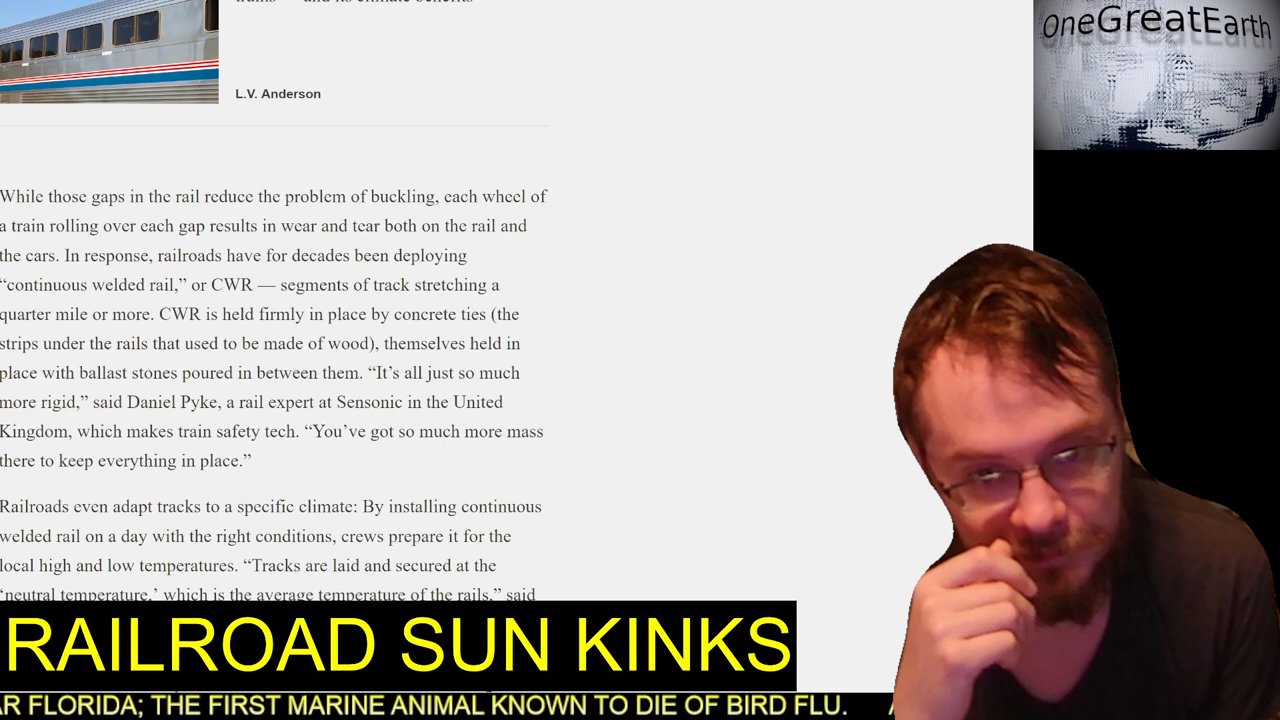 OneGreatEarth
L.V. Anderson
While those gaps in the rail reduce the problem of buckling, each wheel of
a train rolling over each gap results in wear and tear both on the rail and
the cars. In response, railroads have for decades been deploying
“continuous welded rail,” or CWR — segments of track stretching a
quarter mile or more. CWR is held firmly in place by concrete ties (the
strips under the rails that used to be made of wood), themselves held in
place with ballast stones poured in between them. “It’s all just so much
more rigid,” said Daniel Pyke, a rail expert at Sensonic in the United
Kingdom, which makes train safety tech. “You’ve got so much more mass
there to keep everything in place.”
Railroads even adapt tracks to a specific climate: By installing continuous
welded rail on a day with the right conditions, crews prepare it for the
local high and low temperatures. “Tracks are laid and secured at the
‘neutral temperature,’ which is the average temperature of the rails,” said
RAILROAD SUN KINKS
AR FLORIDA; THE FIRST MARINE ANIMAL KNOWN TO DIE OF BIRD FLU.